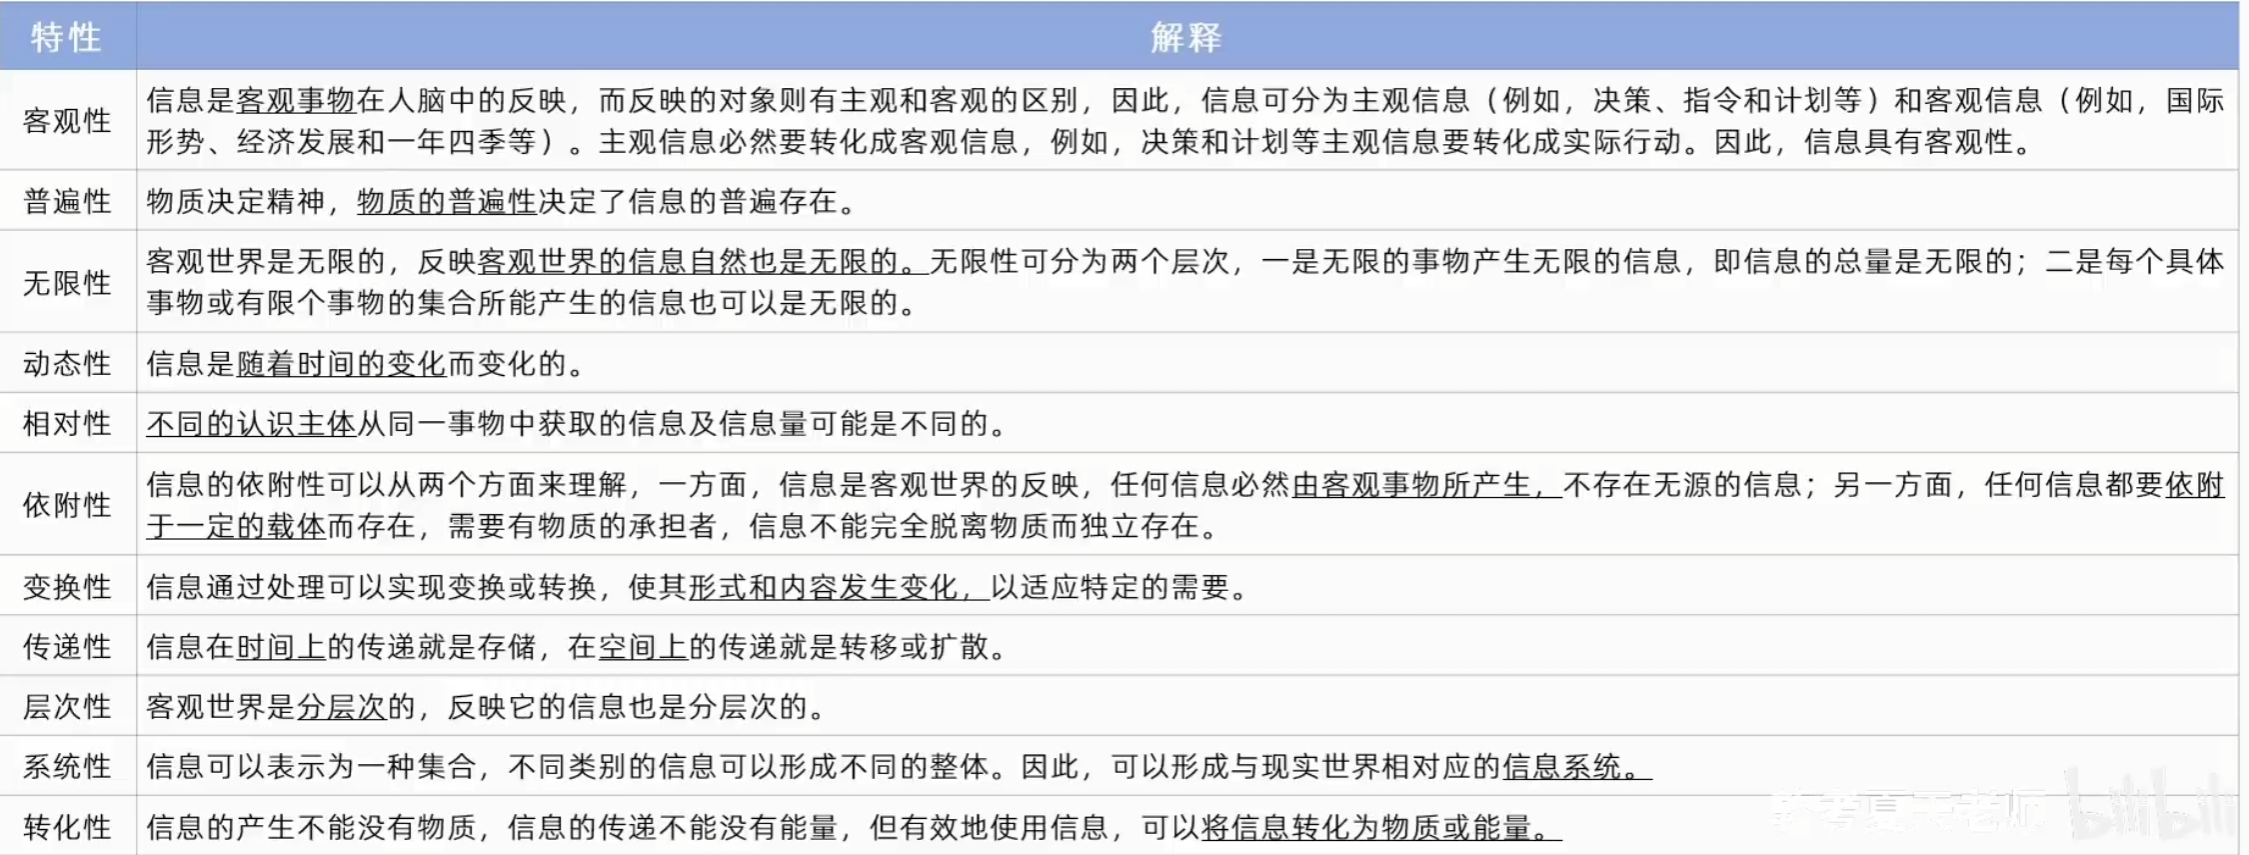 特性 解释
客观性 信息是客观事物在人脑中的反映，而反映的对象则有主观和客观的区别，因此，信息可分为主观信息（例如，决策、指令和计划等）和客观信息（例如，国际
形势、经济发展和一年四季等）。主观信息必然要转化成客观信息，例如，决策和计划等主观信息要转化成实际行动。因此，信息具有客观性。
普遍性 物质决定精神，物质的普遍性决定了信息的普遍存在。
无限性 客观世界是无限的，反映客观世界的信息自然也是无限的。无限性可分为两个层次，一是无限的事物产生无限的信息，即信息的总量是无限的；二是每个具体
事物或有限个事物的集合所能产生的信息也可以是无限的。
动态性 信息是随着时间的变化而变化的。
相对性 不同的认识主体从同一事物中获取的信息及信息量可能是不同的。
依附性 信息的依附性可以从两个方面来理解，一方面，信息是客观世界的反映，任何信息必然由客观事物所产生，不存在无源的信息；另一方面，任何信息都要依附
于一定的载体而存在，需要有物质的承担者，信息不能完全脱离物质而独立存在。
变换性 信息通过处理可以实现变换或转换，使其形式和内容发生变化，以适应特定的需要。
传递性 信息在时间上的传递就是存储，在空间上的传递就是转移或扩散。
层次性 客观世界是分层次的，反映它的信息也是分层次的。
系统性 信息可以表示为一种集合，不同类别的信息可以形成不同的整体。因此，可以形成与现实世界相对应的信息系统。
转化性 信息的产生不能没有物质，信息的传递不能没有能量，但有效地使用信息，可以将信息转化为物质或能量。
考夏天老师 bilibili